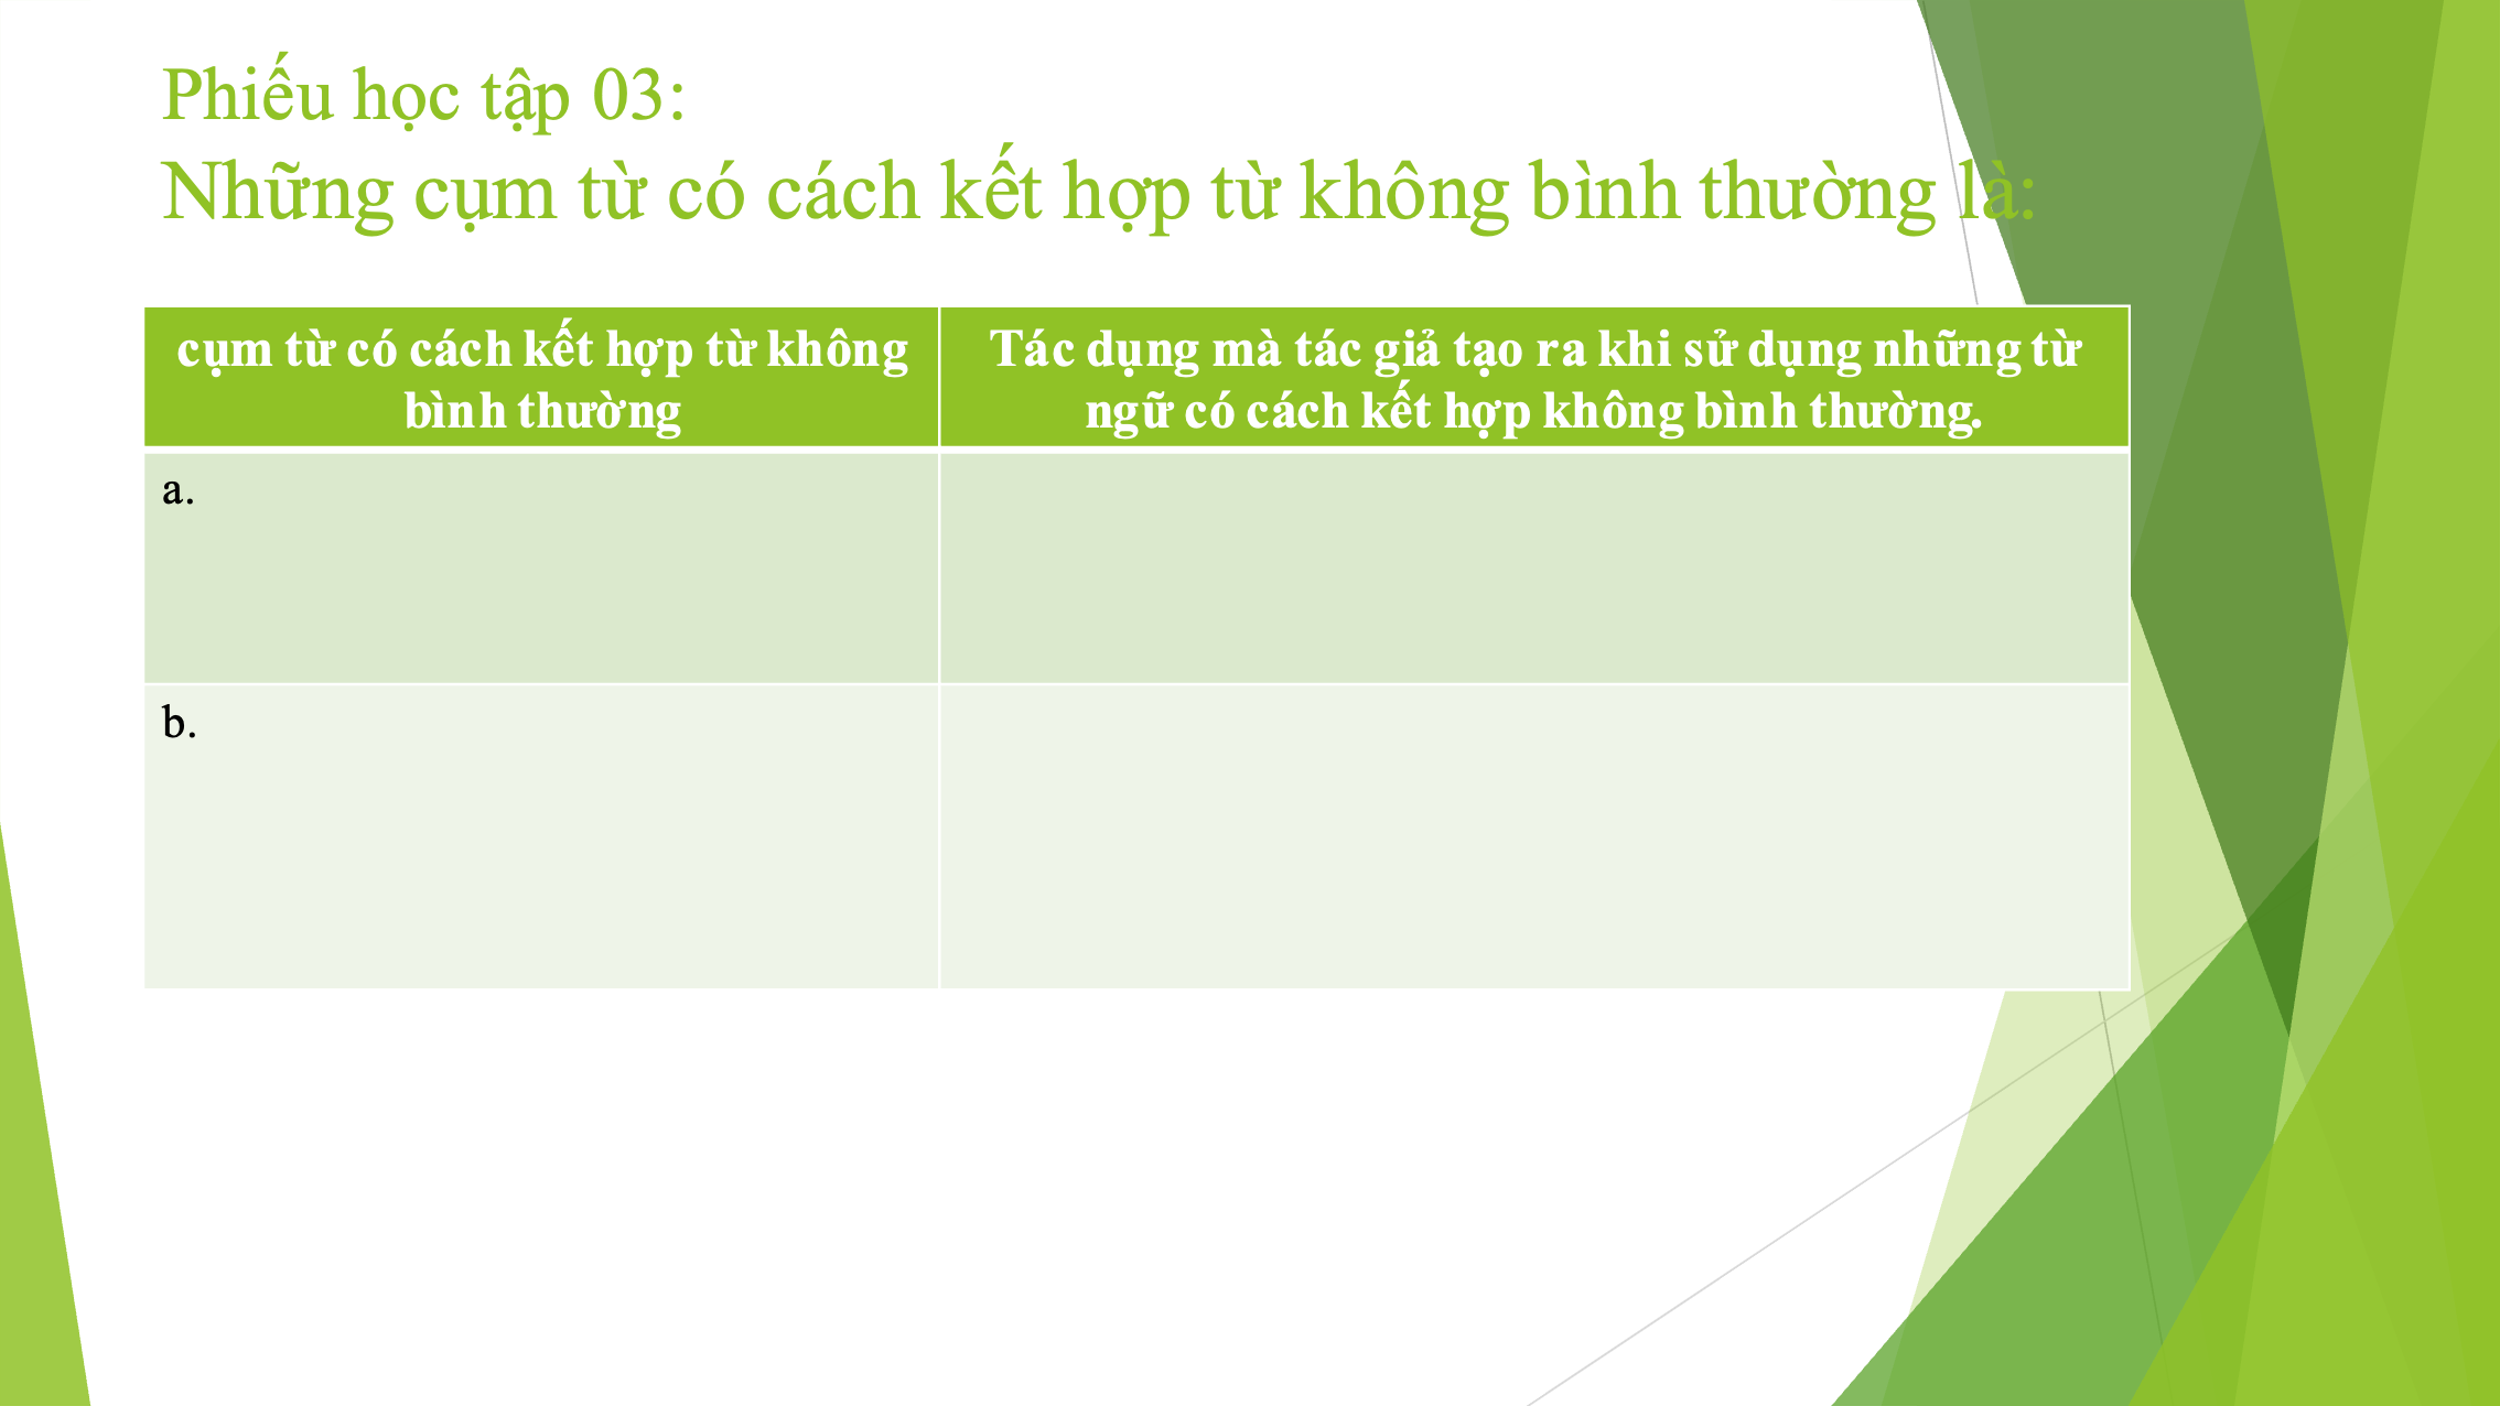 Phiếu học tập 03:
Những cụm từ có cách kết hợp từ không bình thường là:
cụm từ có cách kết hợp từ không
bình thường
Tác dụng mà tác giả tạo ra khi sử dụng những từ
ngữ có cách kết hợp không bình thường.
a.
b.